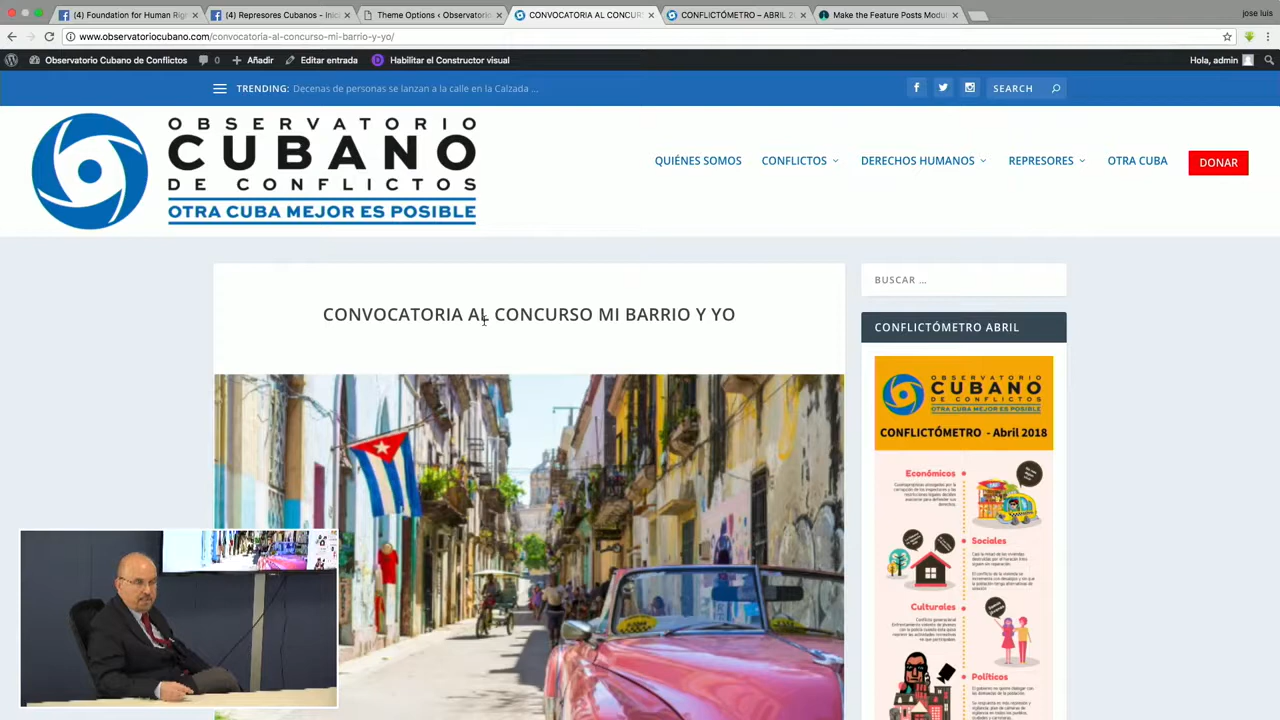 (4) Foundation for Human Rig
(4) Represores Cubanos - Inic
Theme Options < Observatorio
CONVOCATORIA AL CONCUR
CONFLICTÓMETRO – ABRIL 2
Make the Feature Posts Modul
jose luis
www.observatoriocubano.com/convocatoria-al-concurso-mi-barrio-y-yo/
Observatorio Cubano de Conflictos
0
Añadir
Editar entrada
Habilitar el Constructor visual
Hola, admin
TRENDING: Decenas de personas se lanzan a la calle en la Calzada ...
SEARCH
OBSERVATORIO
CUBANO
DE CONFLICTOS
OTRA CUBA MEJOR ES POSIBLE
QUIÉNES SOMOS
CONFLICTOS
DERECHOS HUMANOS
REPRESORES
OTRA CUBA
DONAR
CONVOCATORIA AL CONCURSO MI BARRIO Y YO
BUSCAR ...
CONFLICTÓMETRO ABRIL
OBSERVATORIO
CUBANO
DE CONFLICTOS
OTRA CUBA MEJOR ES POSIBLE
CONFLICTÓMETRO - Abril 2018
Económicos
Sociales
Culturales
Políticos